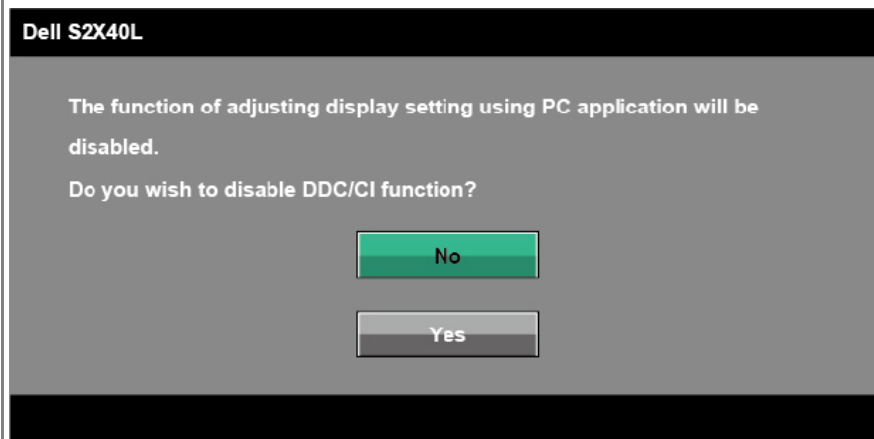 Dell S2X40L
The function of adjusting display setting using PC application will be
disabled.
Do you wish to disable DDC/CI function?
No
Yes